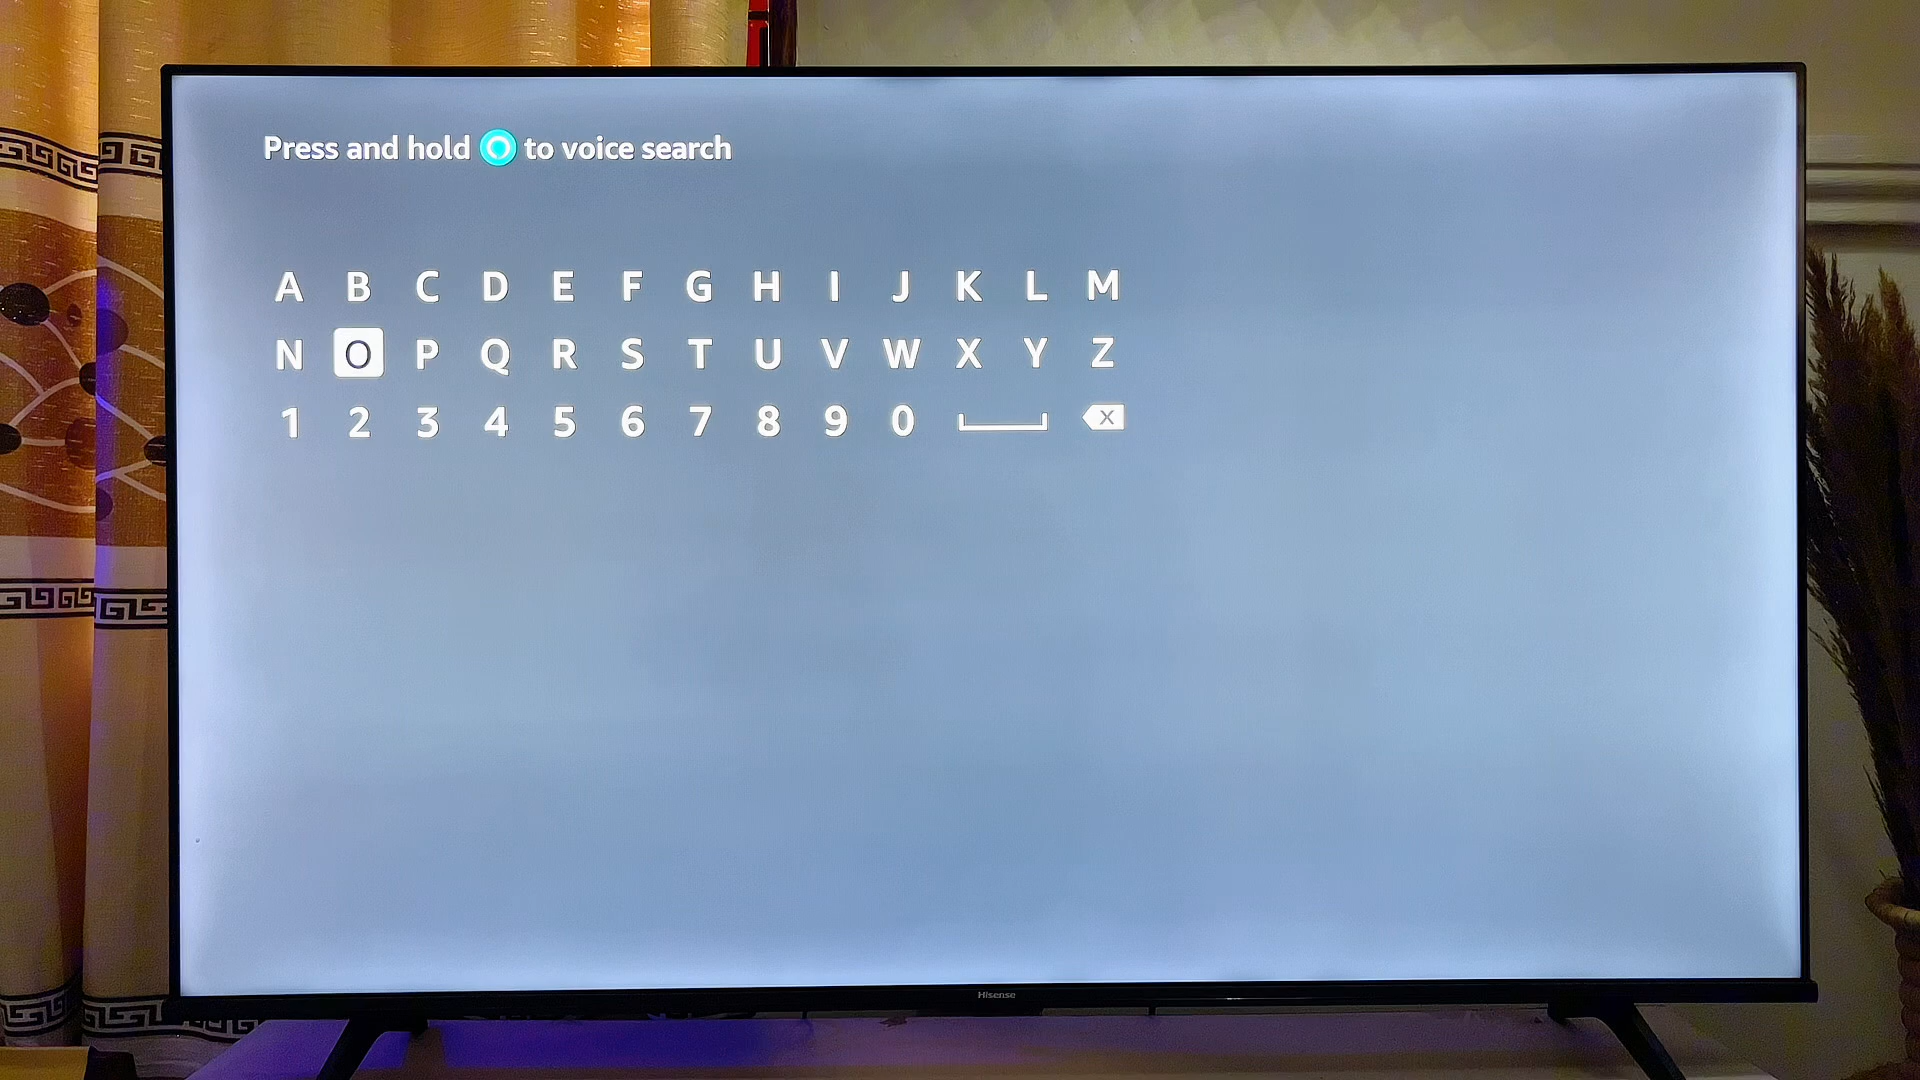 Press and hold to voice search
A B C D E F G H I J K L M
N O P Q R S T U V W X Y Z
1 2 3 4 5 6 7 8 9 0
Hisense